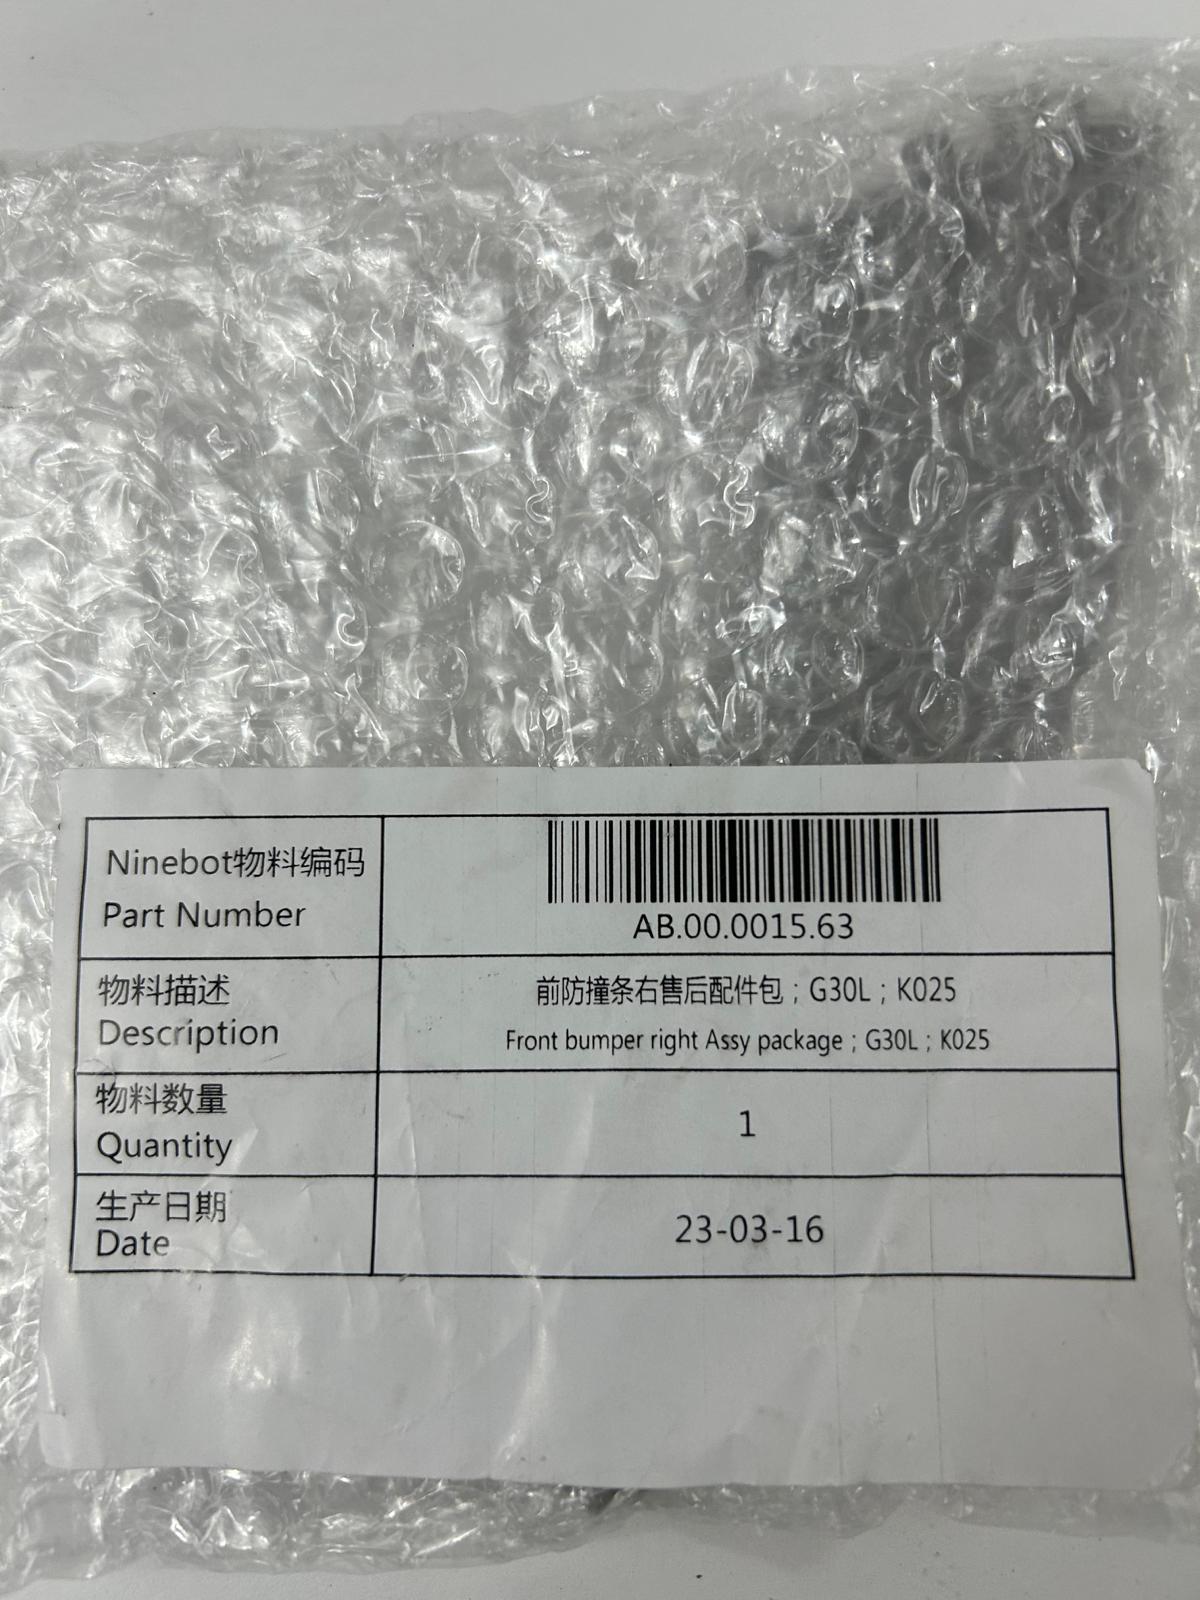 Ninebot物料编码
Part Number
AB.00.0015.63
物料描述
Description
前防撞条右售后配件包；G30L；K025
Front bumper right Assy package；G30L；K025
物料数量
Quantity
1
生产日期
Date
23-03-16